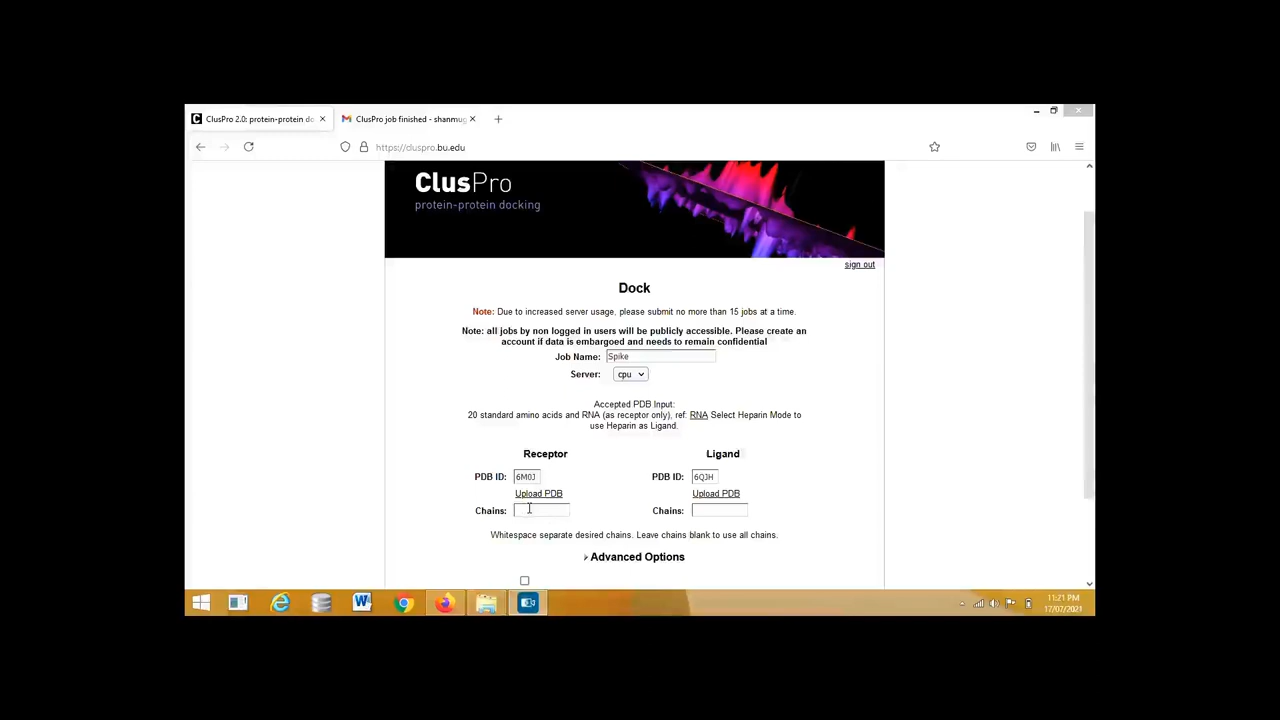 ClusPro 2.0: protein-protein do
ClusPro job finished - shanmug
https://cluspro.bu.edu
ClusPro
protein-protein docking
sign out
Dock
Note: Due to increased server usage, please submit no more than 15 jobs at a time.
Note: all jobs by non logged in users will be publicly accessible. Please create an
account if data is embargoed and needs to remain confidential
Job Name: Spike
Server: cpu
Accepted PDB Input:
20 standard amino acids and RNA (as receptor only), ref: RNA Select Heparin Mode to
use Heparin as Ligand.
Receptor Ligand
PDB ID: 6M0J PDB ID: 6QJH
Upload PDB Upload PDB
Chains: Chains:
Whitespace separate desired chains. Leave chains blank to use all chains.
Advanced Options
11:21 PM
17/07/2021